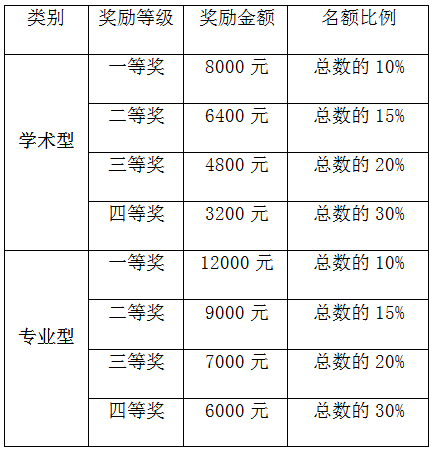 类别 奖励等级 奖励金额 名额比例
学术型
一等奖 8000 元 总数的 10%
二等奖 6400 元 总数的 15%
三等奖 4800 元 总数的 20%
四等奖 3200 元 总数的 30%
专业型
一等奖 12000 元 总数的 10%
二等奖 9000 元 总数的 15%
三等奖 7000 元 总数的 20%
四等奖 6000 元 总数的 30%